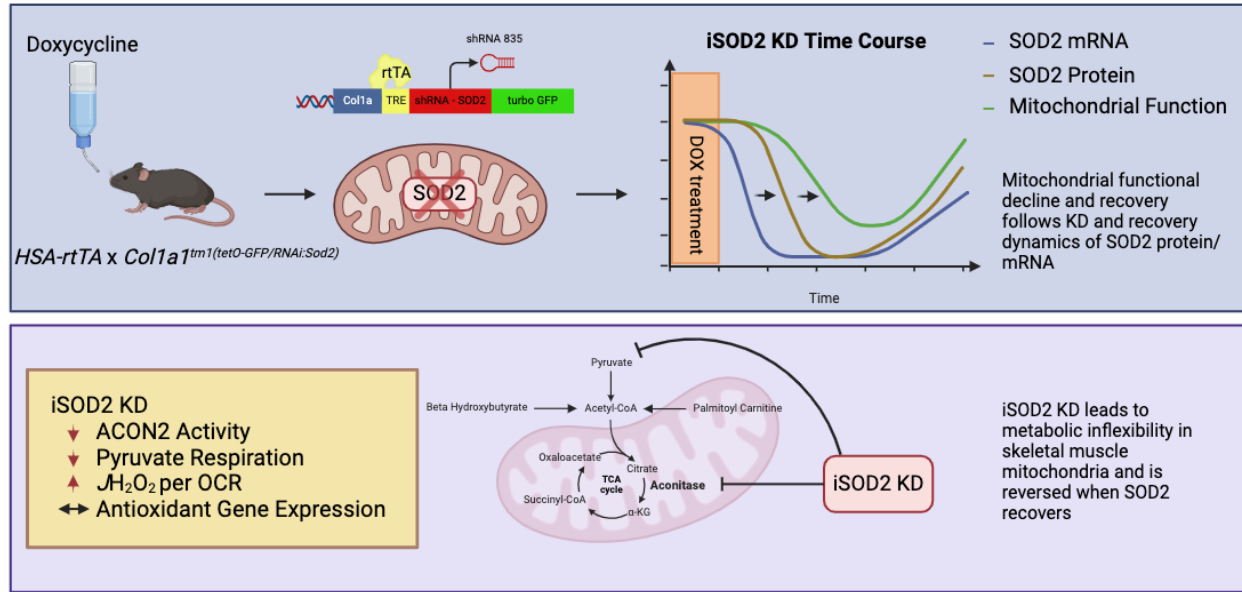 Doxycycline
HSA-rtTA x Col1a1tm1(tetO-GFP/RNAi:Sod2)
shRNA 835
rtTA
Col1a
TRE
shRNA - SOD2
turbo GFP
SOD2
iSOD2 KD Time Course
DOX treatment
Time
SOD2 mRNA
SOD2 Protein
Mitochondrial Function
Mitochondrial functional
decline and recovery
follows KD and recovery
dynamics of SOD2 protein/
mRNA
iSOD2 KD
ACON2 Activity
Pyruvate Respiration
JH₂O₂ per OCR
Antioxidant Gene Expression
Pyruvate
Beta Hydroxybutyrate
Acetyl-CoA
Palmitoyl Carnitine
Oxaloacetate
Citrate
TCA
cycle
Aconitase
Succinyl-CoA
α-KG
iSOD2 KD
iSOD2 KD leads to
metabolic inflexibility in
skeletal muscle
mitochondria and is
reversed when SOD2
recovers